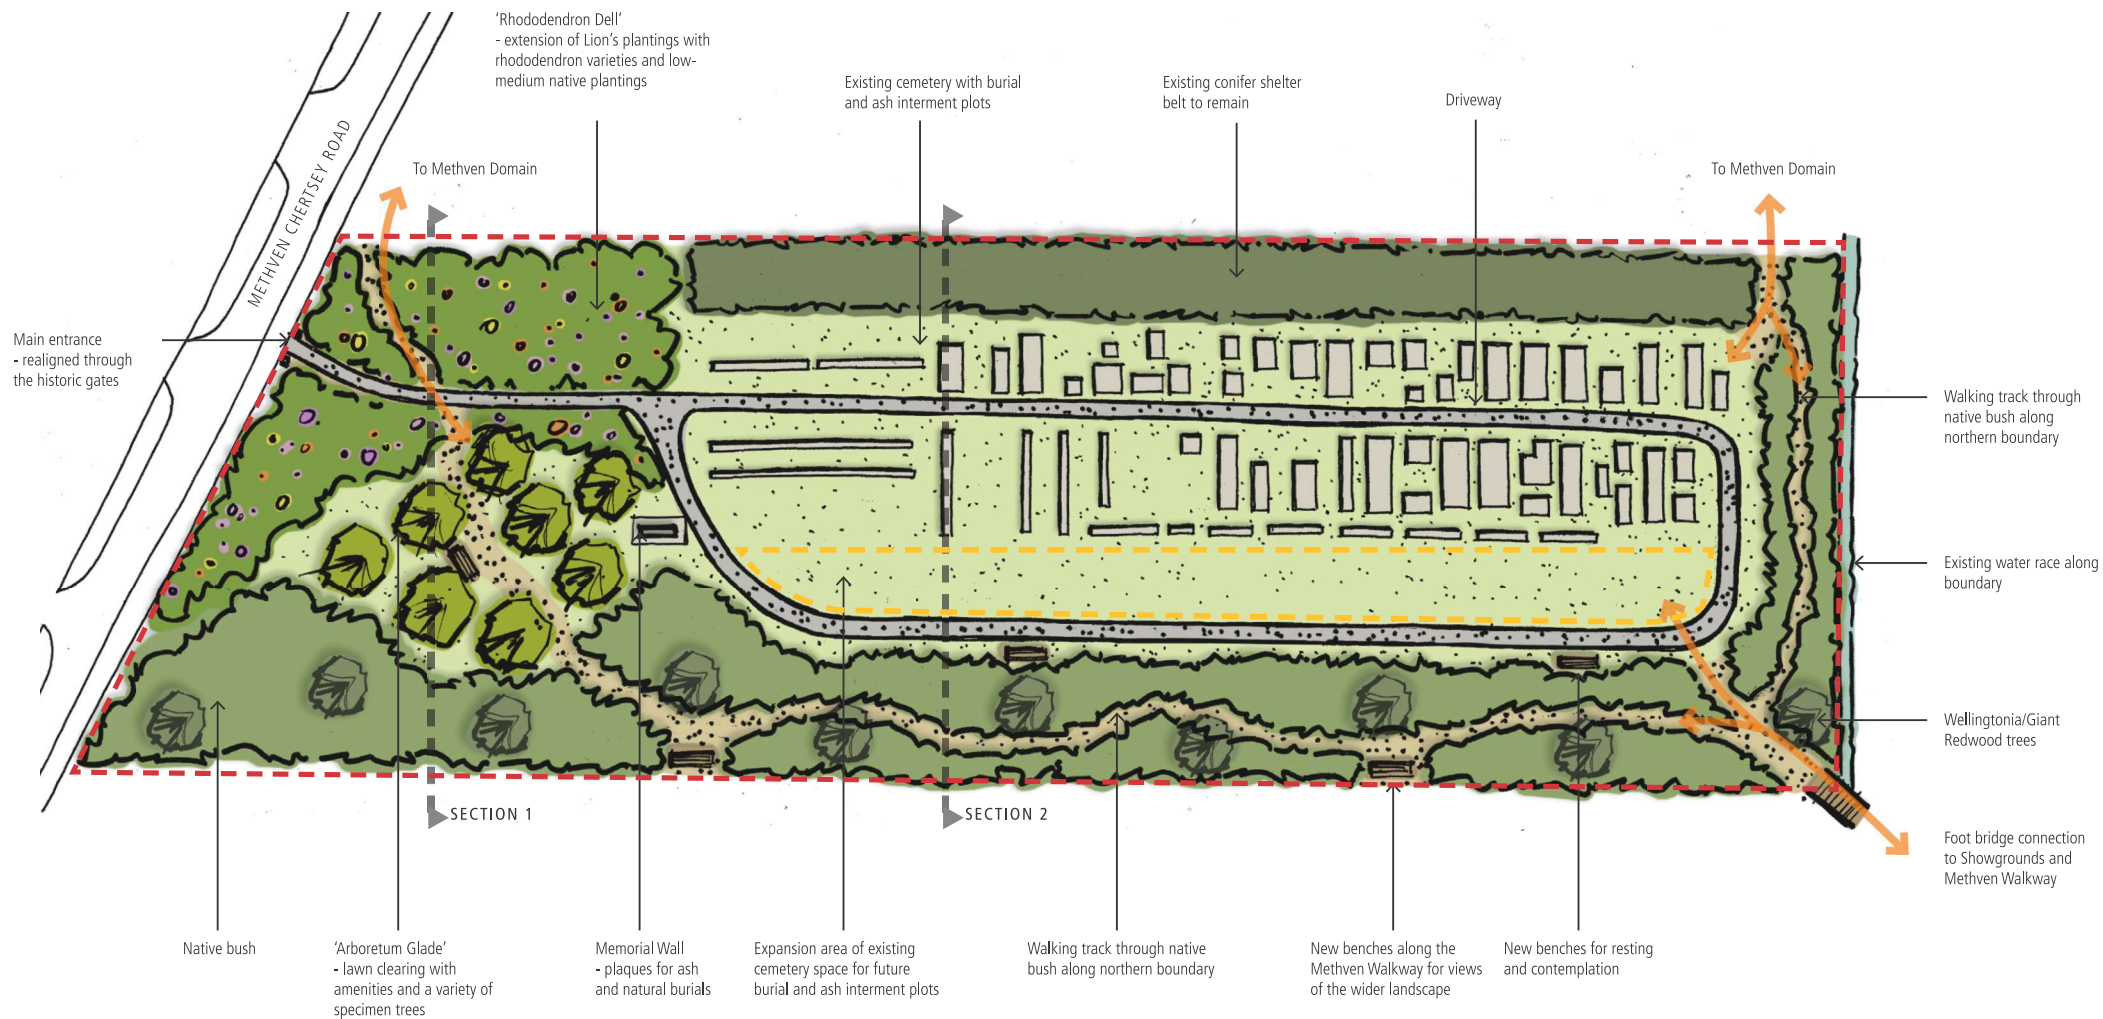 'Rhododendron Dell'
- extension of Lion's plantings with
rhododendron varieties and low-
medium native plantings
Existing cemetery with burial
and ash interment plots
Existing conifer shelter
belt to remain
Driveway
METHVEN CHERTSEY ROAD
To Methven Domain
To Methven Domain
Main entrance
- realigned through
the historic gates
Walking track through
native bush along
northern boundary
Existing water race along
boundary
Wellingtonia/Giant
Redwood trees
SECTION 1
SECTION 2
Foot bridge connection
to Showgrounds and
Methven Walkway
Native bush
'Arboretum Glade'
- lawn clearing with
amenities and a variety of
specimen trees
Memorial Wall
- plaques for ash
and natural burials
Expansion area of existing
cemetery space for future
burial and ash interment plots
Walking track through native
bush along northern boundary
New benches along the
Methven Walkway for views
of the wider landscape
New benches for resting
and contemplation